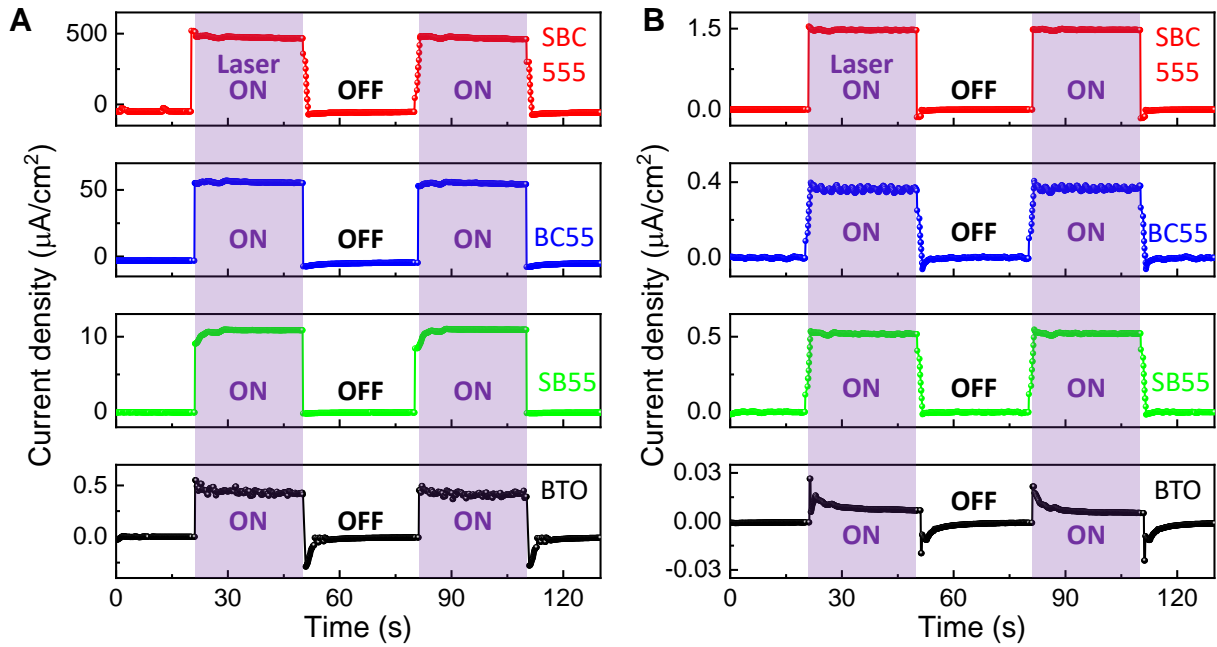 A
Current density (μA/cm²)
500
0
Laser
ON
OFF
ON
SBC
555
50
0
ON
OFF
ON
BC55
10
0
ON
OFF
ON
SB55
0.5
0.0
ON
OFF
ON
BTO
0 30 60 90 120
Time (s)
B
Current density (μA/cm²)
1.5
0.0
Laser
ON
OFF
ON
SBC
555
0.4
0.0
ON
OFF
ON
BC55
0.5
0.0
ON
OFF
ON
SB55
0.03
0.00
-0.03
ON
OFF
ON
BTO
0 30 60 90 120
Time (s)